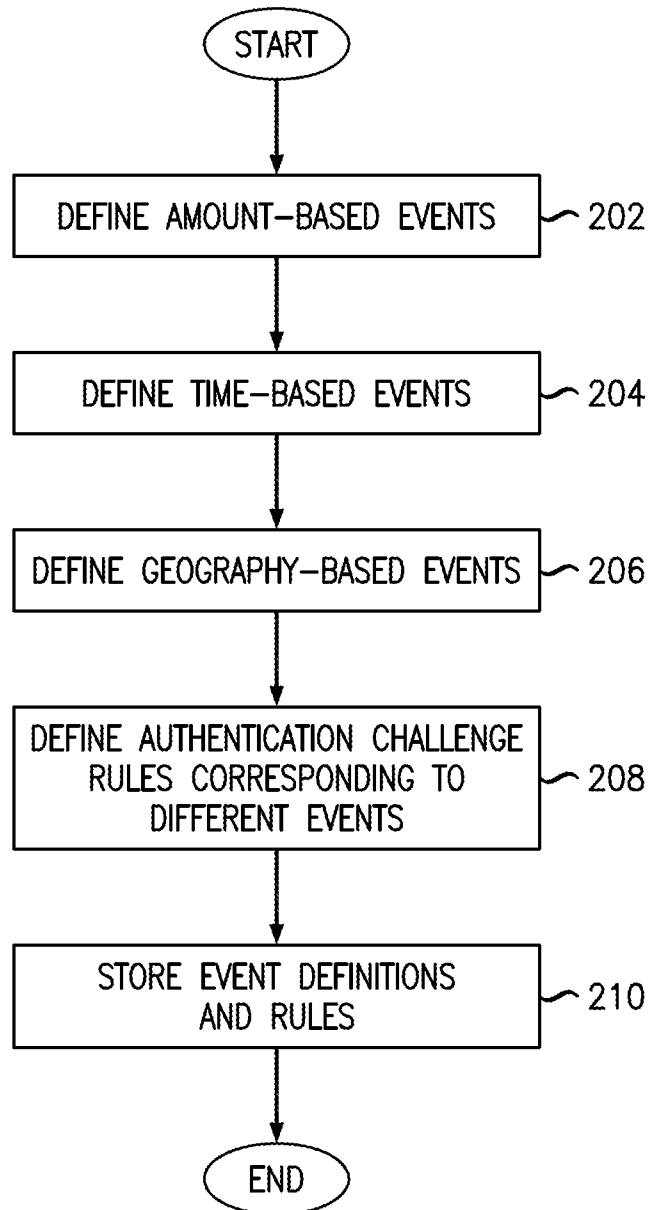 START
DEFINE AMOUNT-BASED EVENTS
202
DEFINE TIME-BASED EVENTS
204
DEFINE GEOGRAPHY-BASED EVENTS
206
DEFINE AUTHENTICATION CHALLENGE
RULES CORRESPONDING TO
DIFFERENT EVENTS
208
STORE EVENT DEFINITIONS
AND RULES
210
END